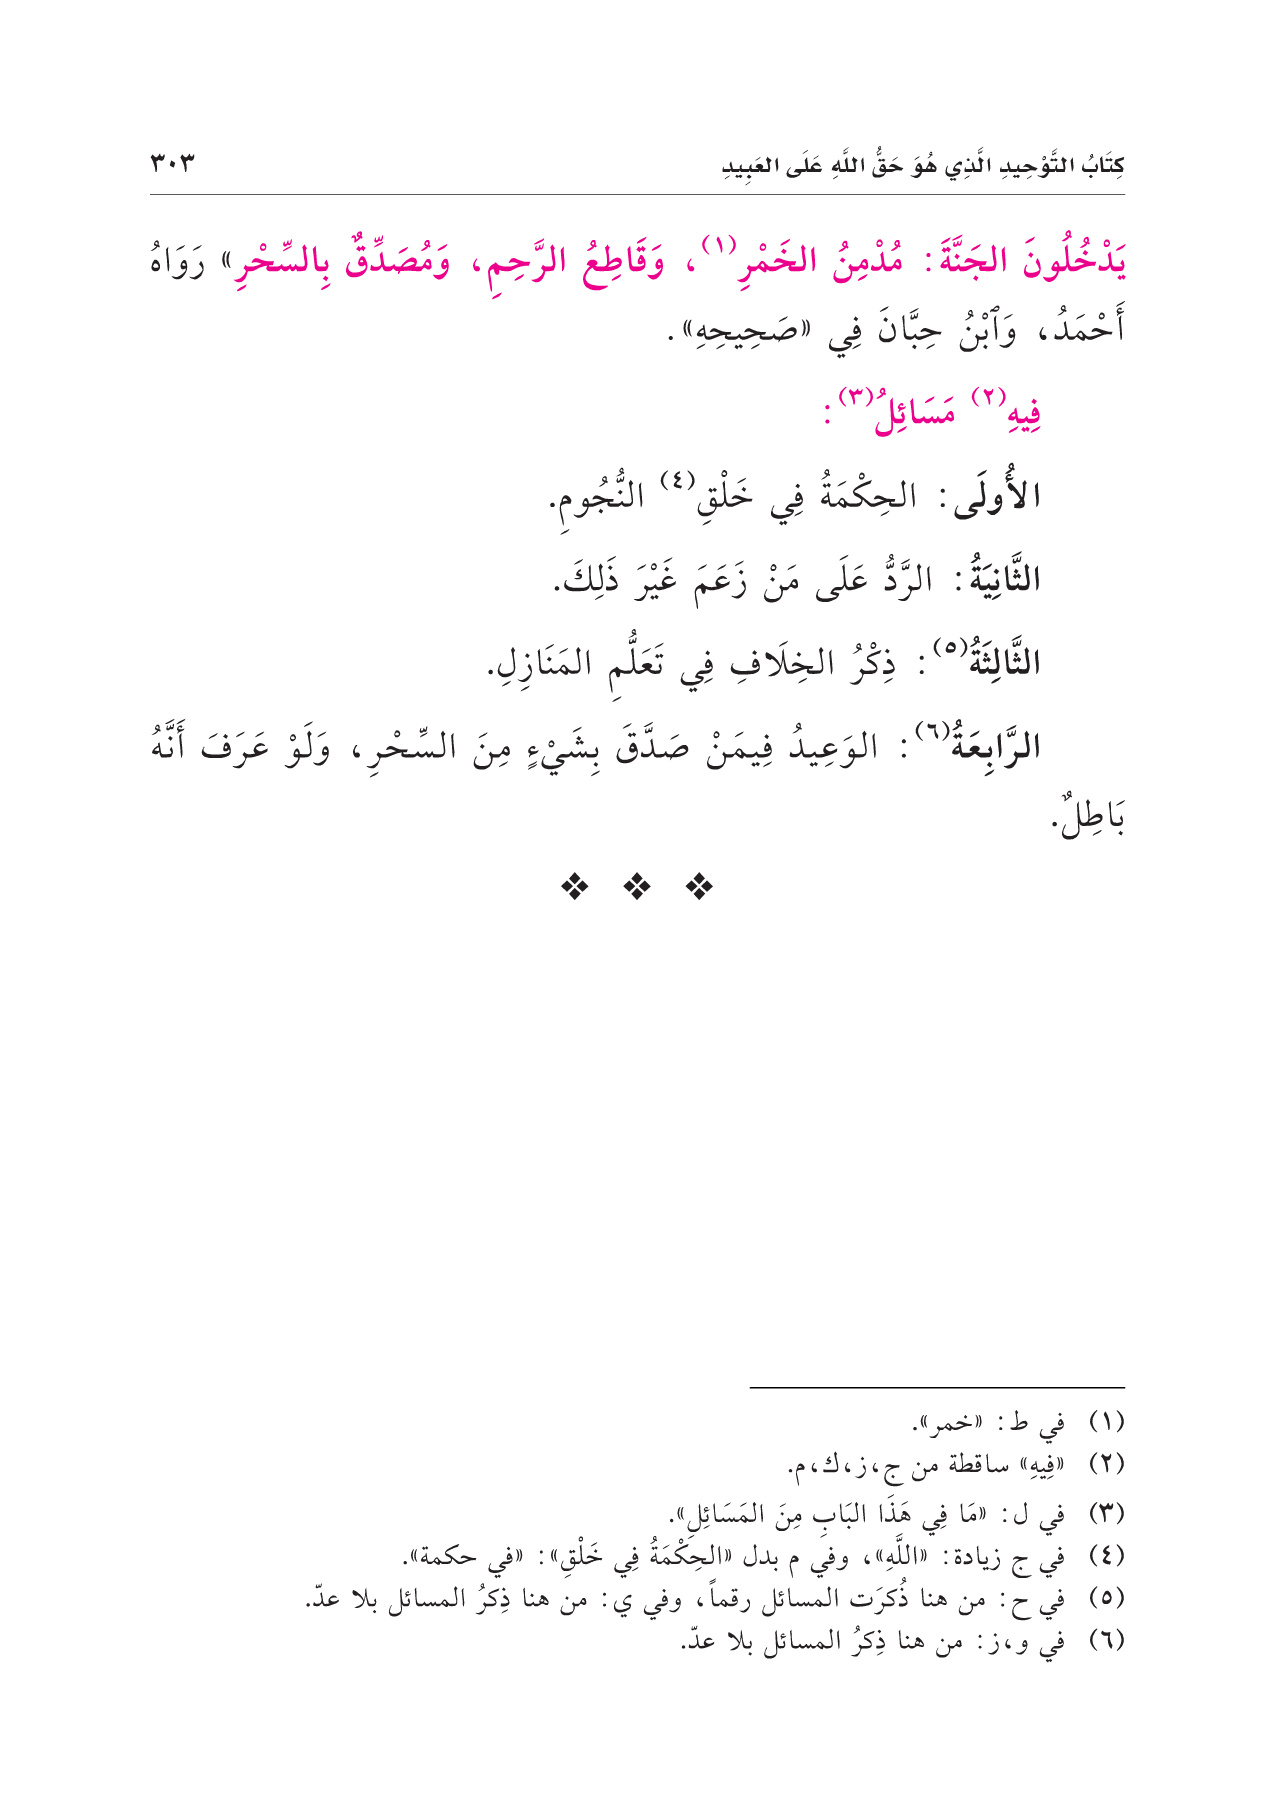 كِتَابُ التَّوْحِيدِ الَّذِي هُوَ حَقُّ اللَّهِ عَلَى العَبِيدِ ٣٠٣
يَدْخُلُونَ الجَنَّةَ: مُدْمِنُ الخَمْرِ(١)، وَقَاطِعُ الرَّحِمِ، وَمُصَدِّقٌ بِالسِّحْرِ» رَوَاهُ
أَحْمَدُ، وَٱبْنُ حِبَّانَ فِي «صَحِيحِهِ».
فِيهِ(٢) مَسَائِلُ(٣):
الأُولَى: الحِكْمَةُ فِي خَلْقِ(٤) النُّجُومِ.
الثَّانِيَةُ: الرَّدُّ عَلَى مَنْ زَعَمَ غَيْرَ ذَلِكَ.
الثَّالِثَةُ(٥): ذِكْرُ الخِلَافِ فِي تَعَلُّمِ المَنَازِلِ.
الرَّابِعَةُ(٦): الوَعِيدُ فِيمَنْ صَدَّقَ بِشَيْءٍ مِنَ السِّحْرِ، وَلَوْ عَرَفَ أَنَّهُ
بَاطِلٌ.
(١) في ط: «خمر».
(٢) «فِيهِ» ساقطة من ج،ز،ك،م.
(٣) في ل: «مَا فِي هَذَا البَابِ مِنَ المَسَائِلِ».
(٤) في ج زيادة: «اللَّهِ»، وفي م بدل «الحِكْمَةُ فِي خَلْقِ»: «في حكمة».
(٥) في ح: من هنا ذُكرَت المسائل رقماً، وفي ي: من هنا ذِكرُ المسائل بلا عدّ.
(٦) في و،ز: من هنا ذِكرُ المسائل بلا عدّ.